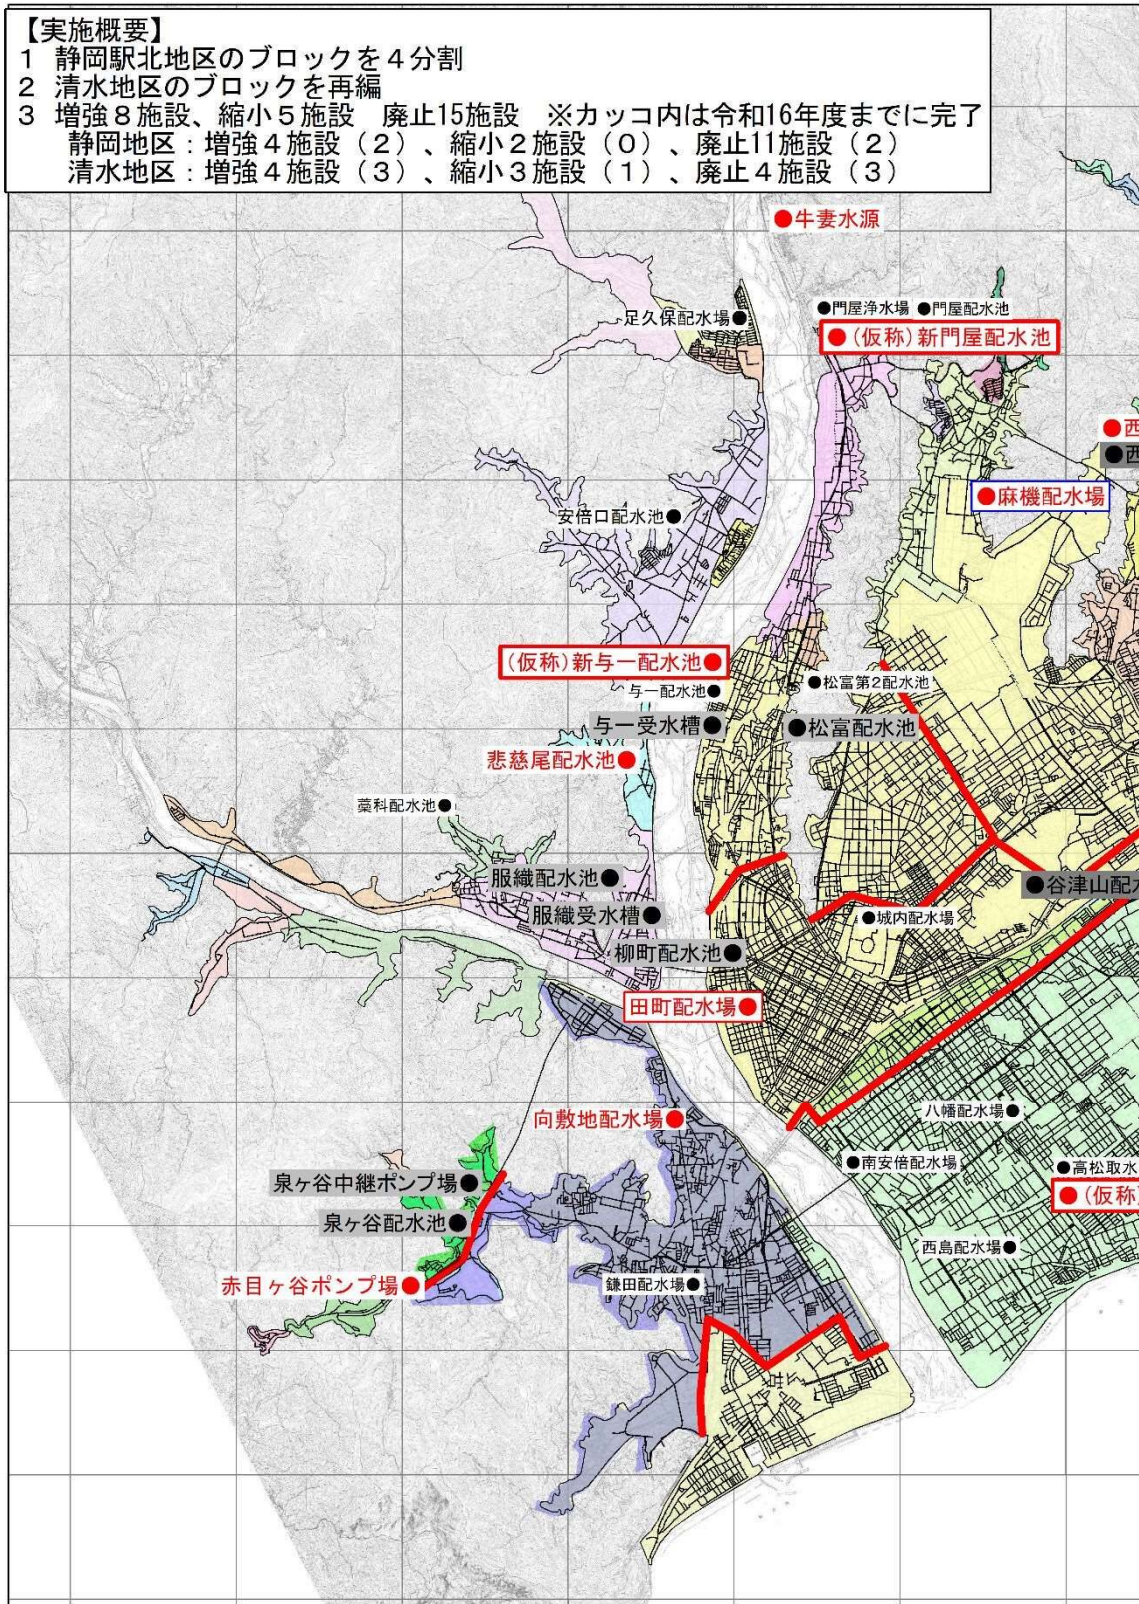 【実施概要】
1 静岡駅北地区のブロックを4分割
2 清水地区のブロックを再編
3 増強8施設、縮小5施設 廃止15施設 ※カッコ内は令和16年度までに完了
静岡地区:増強4施設(2)、縮小2施設(0)、廃止11施設(2)
清水地区:増強4施設(3)、縮小3施設(1)、廃止4施設(3)
●牛妻水源
●門屋浄水場 ●門屋配水池
足久保配水場●
●(仮称)新門屋配水池
●西
●西
●麻機配水場
安倍口配水池●
(仮称)新与一配水池●
●松富第2配水池
与一配水池●
与一受水槽●
●松富配水池
悲慈尾配水池●
藁科配水池●
服織配水池●
●谷津山配水
服織受水槽●
●城内配水場
柳町配水池●
田町配水場●
八幡配水場●
向敷地配水場●
●南安倍配水場
●高松取水
泉ヶ谷中継ポンプ場●
●(仮称)
泉ヶ谷配水池●
西島配水場●
赤目ヶ谷ポンプ場●
鎌田配水場●